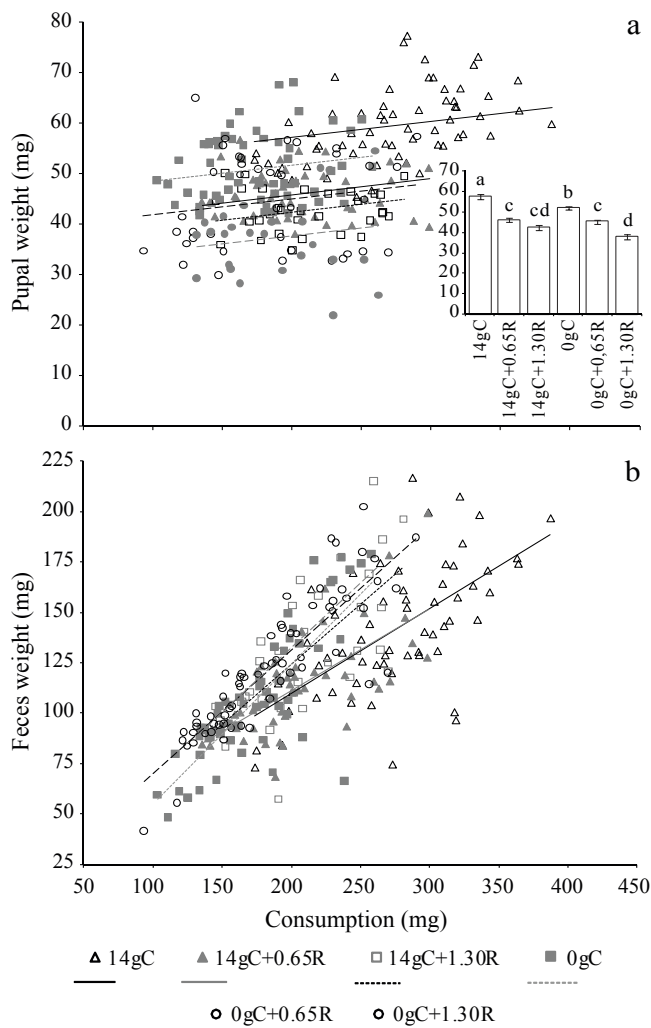 a
80
70
60
50
40
30
20
10
0
Pupal weight (mg)
70
60
50
40
30
20
10
0
a c cd b c d
14gC
14gC+0.65R
14gC+1.30R
0gC
0gC+0,65R
0gC+1.30R
b
225
200
175
150
125
100
75
50
25
Feces weight (mg)
50 100 150 200 250 300 350 400 450
Consumption (mg)
14gC 14gC+0.65R 14gC+1.30R 0gC
0gC+0.65R 0gC+1.30R